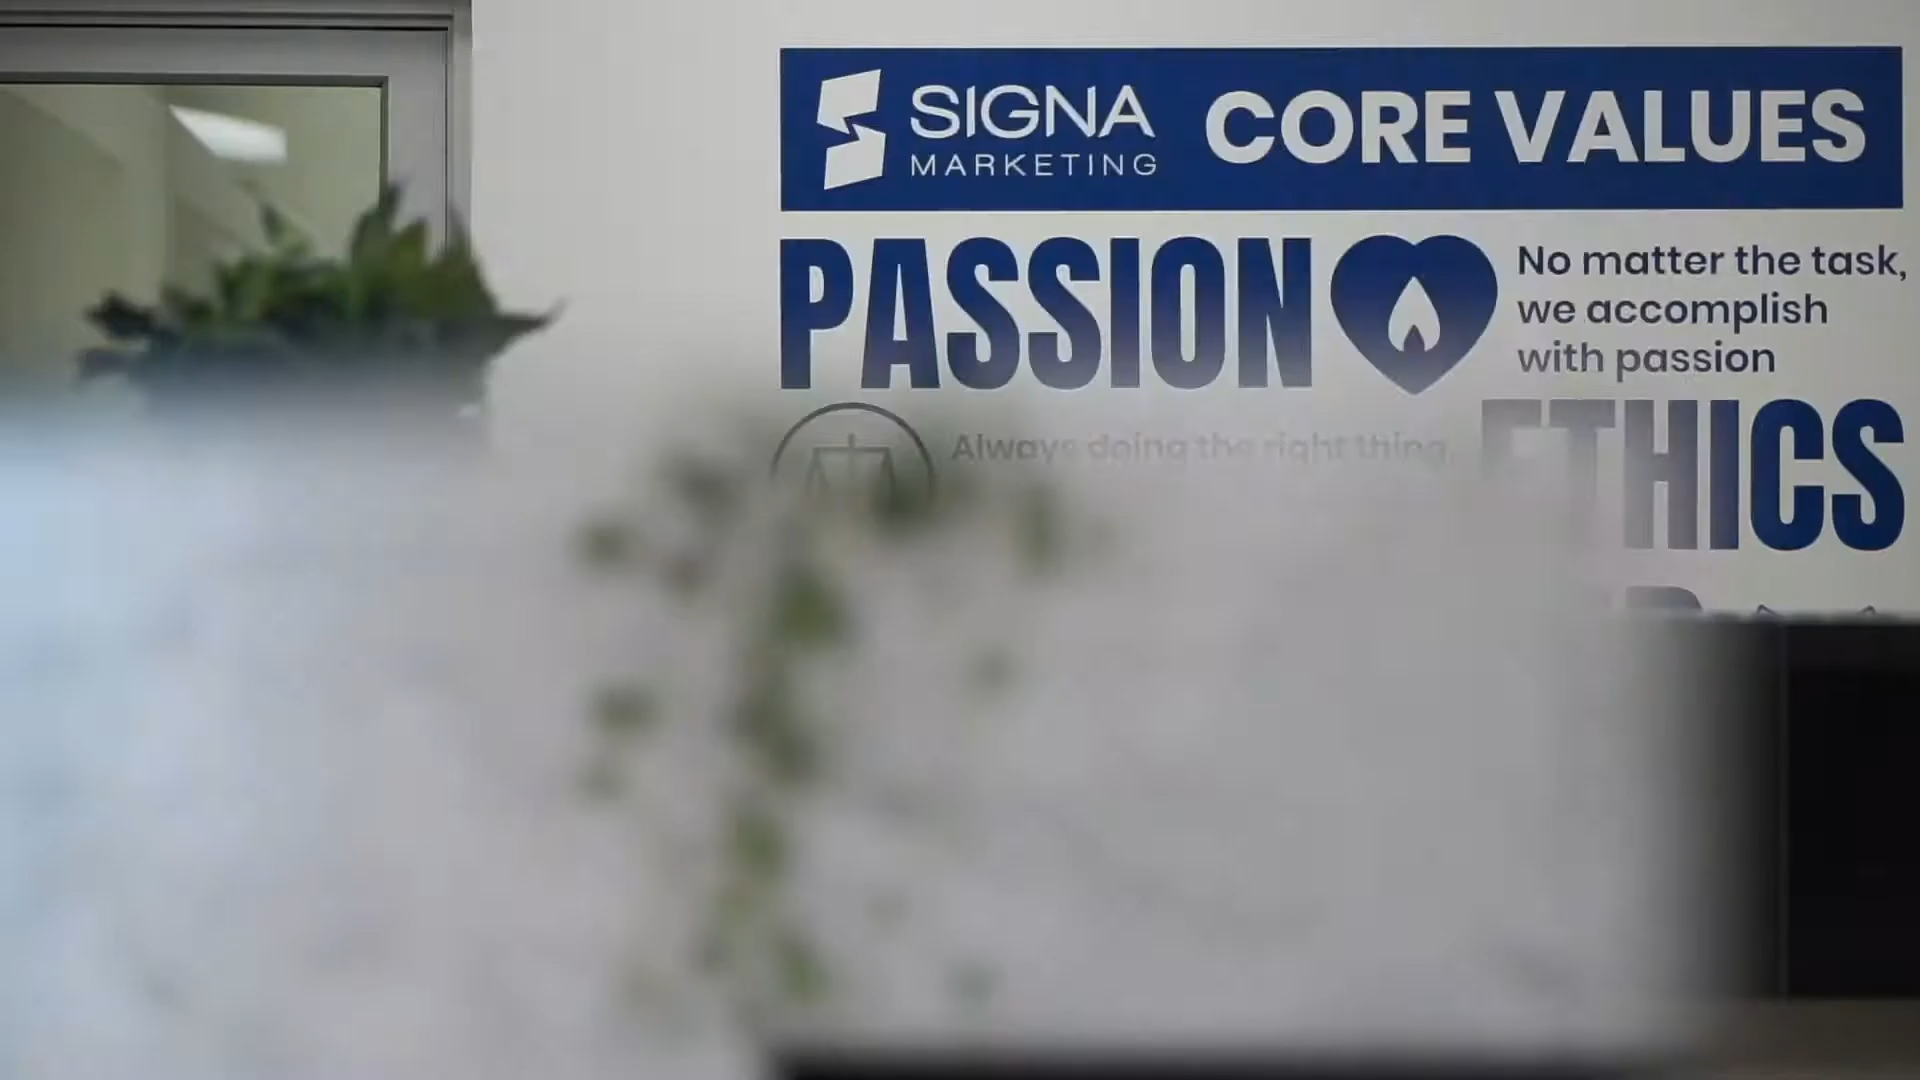 SIGNA
MARKETING
CORE VALUES
PASSION
No matter the task,
we accomplish
with passion
Always doing the right thing.
ETHICS